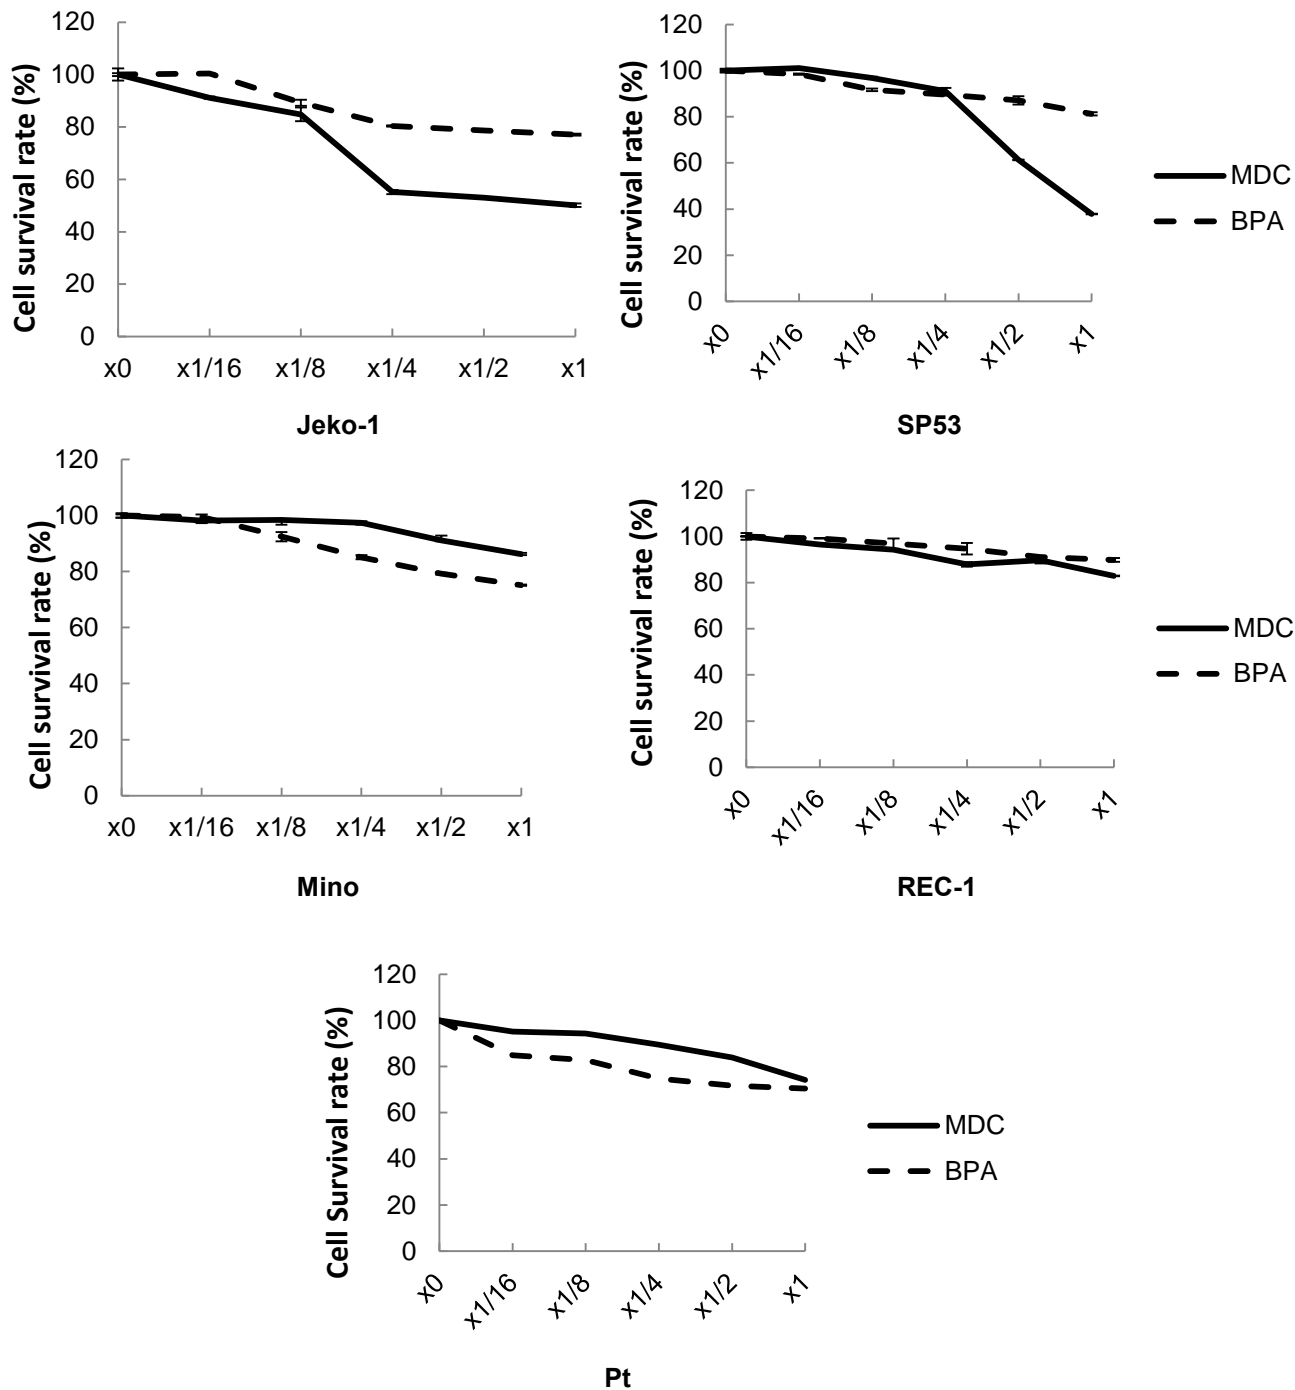 Cell survival rate (%)
120
100
80
60
40
20
0
x0 x1/16 x1/8 x1/4 x1/2 x1
Jeko-1
Cell survival rate (%)
120
100
80
60
40
20
0
x0 x1/16 x1/8 x1/4 x1/2 x1
SP53
MDC
BPA
Cell survival rate (%)
120
100
80
60
40
20
0
x0 x1/16 x1/8 x1/4 x1/2 x1
Mino
Cell survival rate (%)
120
100
80
60
40
20
0
x0 x1/16 x1/8 x1/4 x1/2 x1
REC-1
MDC
BPA
Cell Survival rate (%)
120
100
80
60
40
20
0
x0 x1/16 x1/8 x1/4 x1/2 x1
Pt
MDC
BPA